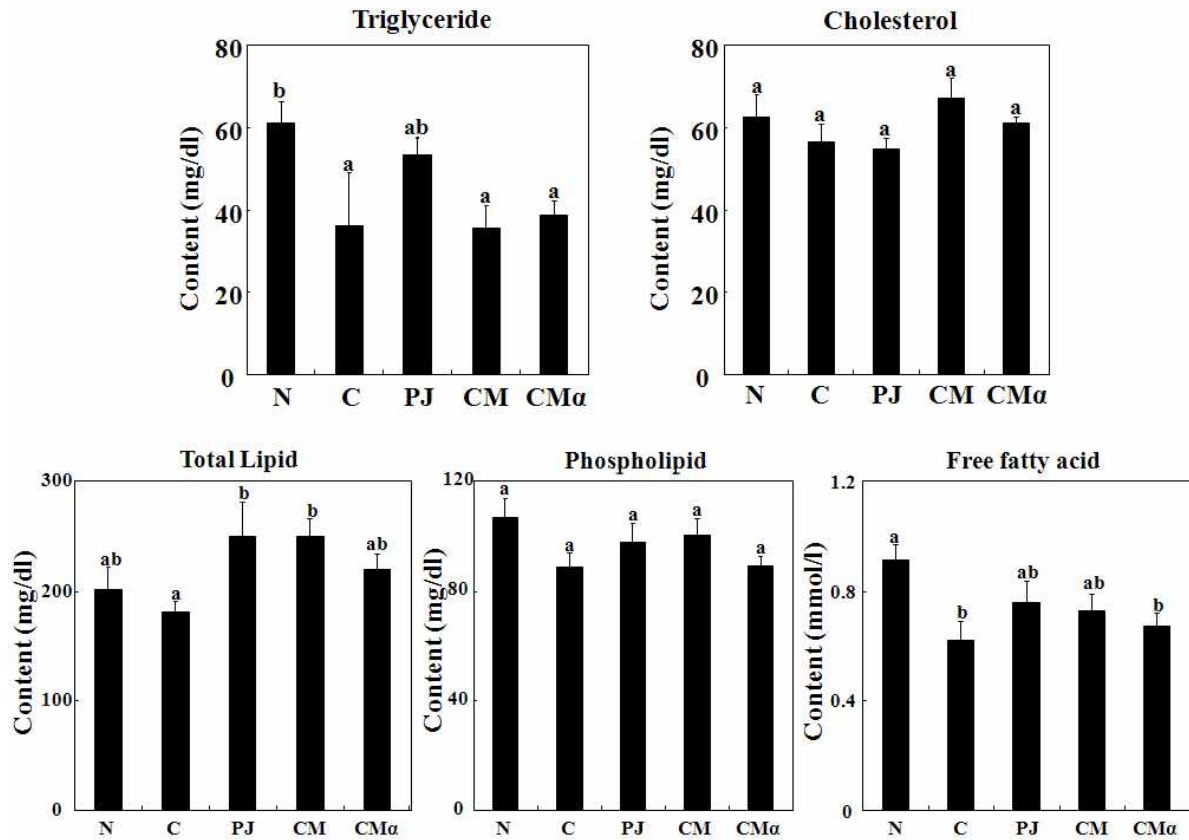 Triglyceride
Content (mg/dl)
80
60
40
20
0
b
a
ab
a
a
N C PJ CM CMα
Cholesterol
Content (mg/dl)
80
60
40
20
0
a
a
a
a
a
N C PJ CM CMα
Total Lipid
Content (mg/dl)
300
200
100
0
ab
a
b
b
ab
N C PJ CM CMα
Phospholipid
Content (mg/dl)
120
80
40
0
a
a
a
a
a
N C PJ CM CMα
Free fatty acid
Content (mmol/l)
1.2
0.8
0.4
0
a
b
ab
ab
b
N C PJ CM CMα